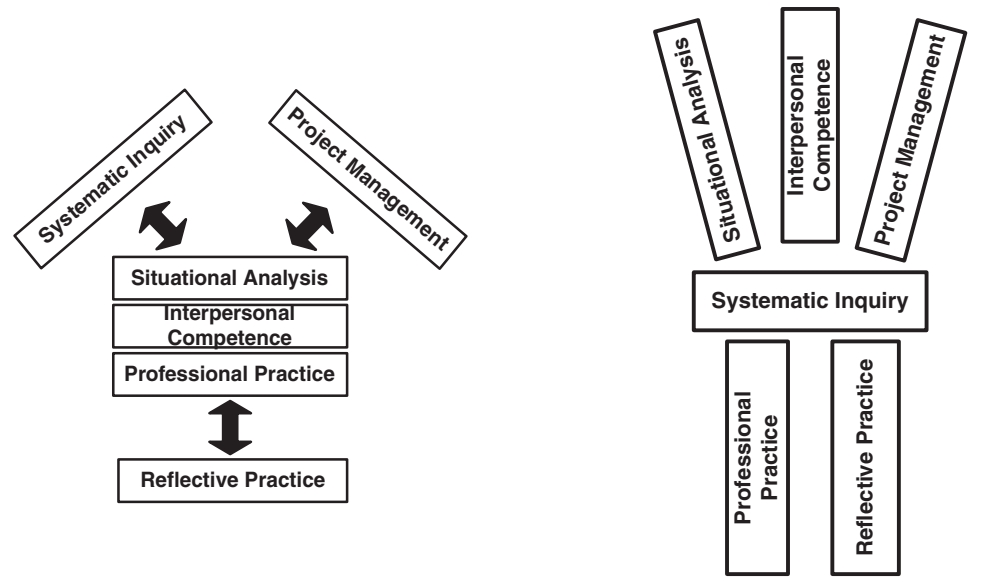 Systematic Inquiry
Project Management
Situational Analysis
Interpersonal
Competence
Professional Practice
Reflective Practice
Situational Analysis
Interpersonal
Competence
Project Management
Systematic Inquiry
Professional
Practice
Reflective Practice